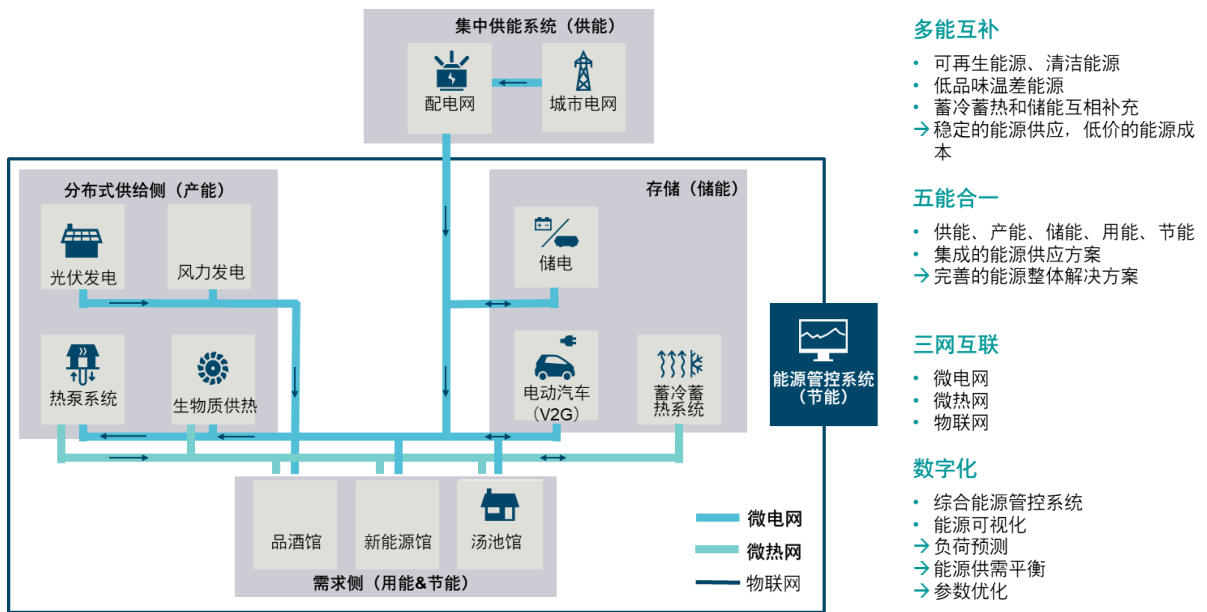 集中供能系统（供能）
配电网
城市电网
分布式供给侧（产能）
光伏发电
风力发电
热泵系统
生物质供热
存储（储能）
储电
电动汽车
（V2G）
蓄冷蓄
热系统
能源管控系统
（节能）
品酒馆
新能源馆
汤池馆
需求侧（用能&节能）
微电网
微热网
物联网
多能互补
• 可再生能源、清洁能源
• 低品味温差能源
• 蓄冷蓄热和储能互相补充
→ 稳定的能源供应，低价的能源成
本
五能合一
• 供能、产能、储能、用能、节能
• 集成的能源供应方案
→ 完善的能源整体解决方案
三网互联
• 微电网
• 微热网
• 物联网
数字化
• 综合能源管控系统
• 能源可视化
→ 负荷预测
→ 能源供需平衡
→ 参数优化